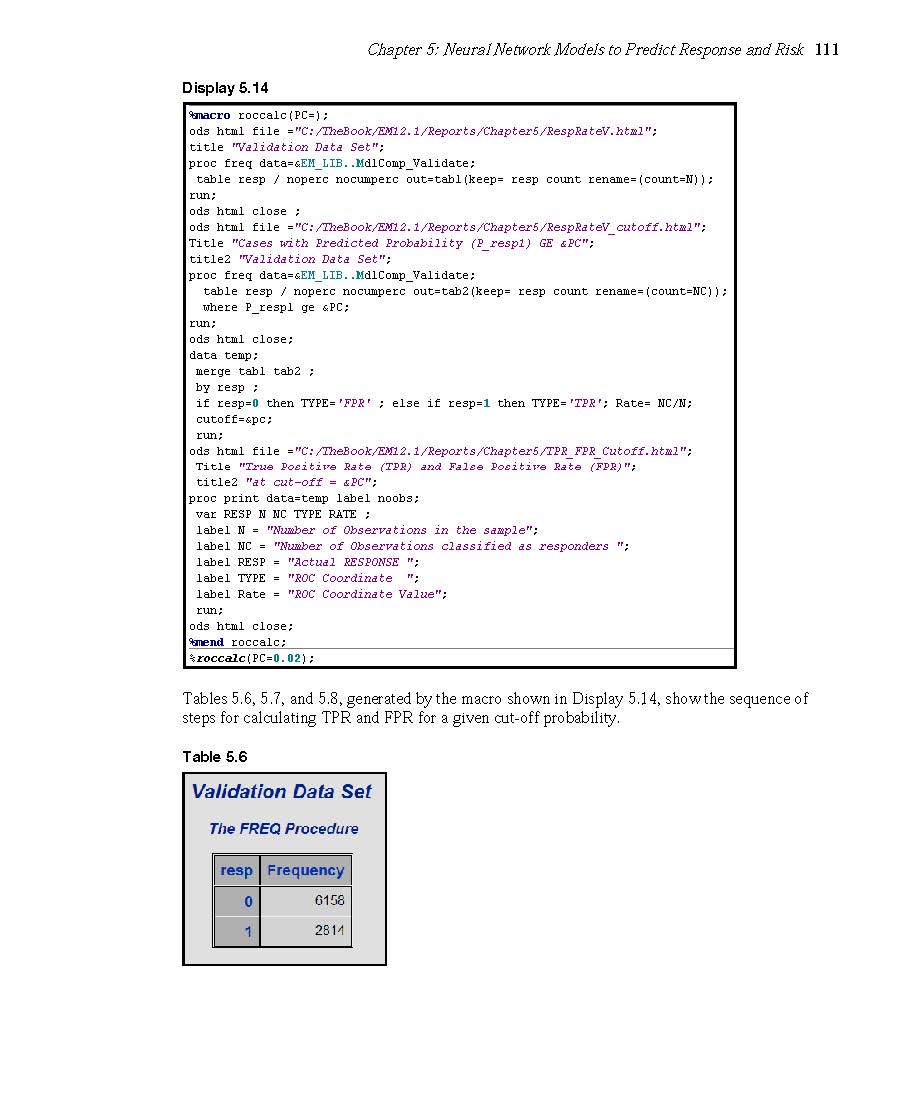 Chapter 5: Neural Network Models to Predict Response and Risk 111
Display 5.14
%macro roccalc(PC=);
ods html file ="C:/TheBook/EM12.1/Reports/Chapter5/RespRateV.html";
title "Validation Data Set";
proc freq data=&EM_LIB..MdlComp_Validate;
table resp / noperc nocumperc out=tab1(keep= resp count rename=(count=N));
run;
ods html close ;
ods html file ="C:/TheBook/EM12.1/Reports/Chapter5/RespRateV_cutoff.html";
Title "Cases with Predicted Probability (P_resp1) GE &PC";
title2 "Validation Data Set";
proc freq data=&EM_LIB..MdlComp_Validate;
table resp / noperc nocumperc out=tab2(keep= resp count rename=(count=NC));
where P_resp1 ge &PC;
run;
ods html close;
data temp;
merge tab1 tab2 ;
by resp ;
if resp=0 then TYPE='FPR' ; else if resp=1 then TYPE='TPR'; Rate= NC/N;
cutoff=&pc;
run;
ods html file ="C:/TheBook/EM12.1/Reports/Chapter5/TPR_FPR_Cutoff.html";
Title "True Positive Rate (TPR) and False Positive Rate (FPR)";
title2 "at cut-off = &PC";
proc print data=temp label noobs;
var RESP N NC TYPE RATE ;
label N = "Number of Observations in the sample";
label NC = "Number of Observations classified as responders ";
label RESP = "Actual RESPONSE ";
label TYPE = "ROC Coordinate  ";
label Rate = "ROC Coordinate Value";
run;
ods html close;
%mend roccalc;
%roccalc(PC=0.02);
Tables 5.6, 5.7, and 5.8, generated by the macro shown in Display 5.14, show the sequence of
steps for calculating TPR and FPR for a given cut-off probability.
Table 5.6
Validation Data Set
The FREQ Procedure
resp Frequency
0 6158
1 2814